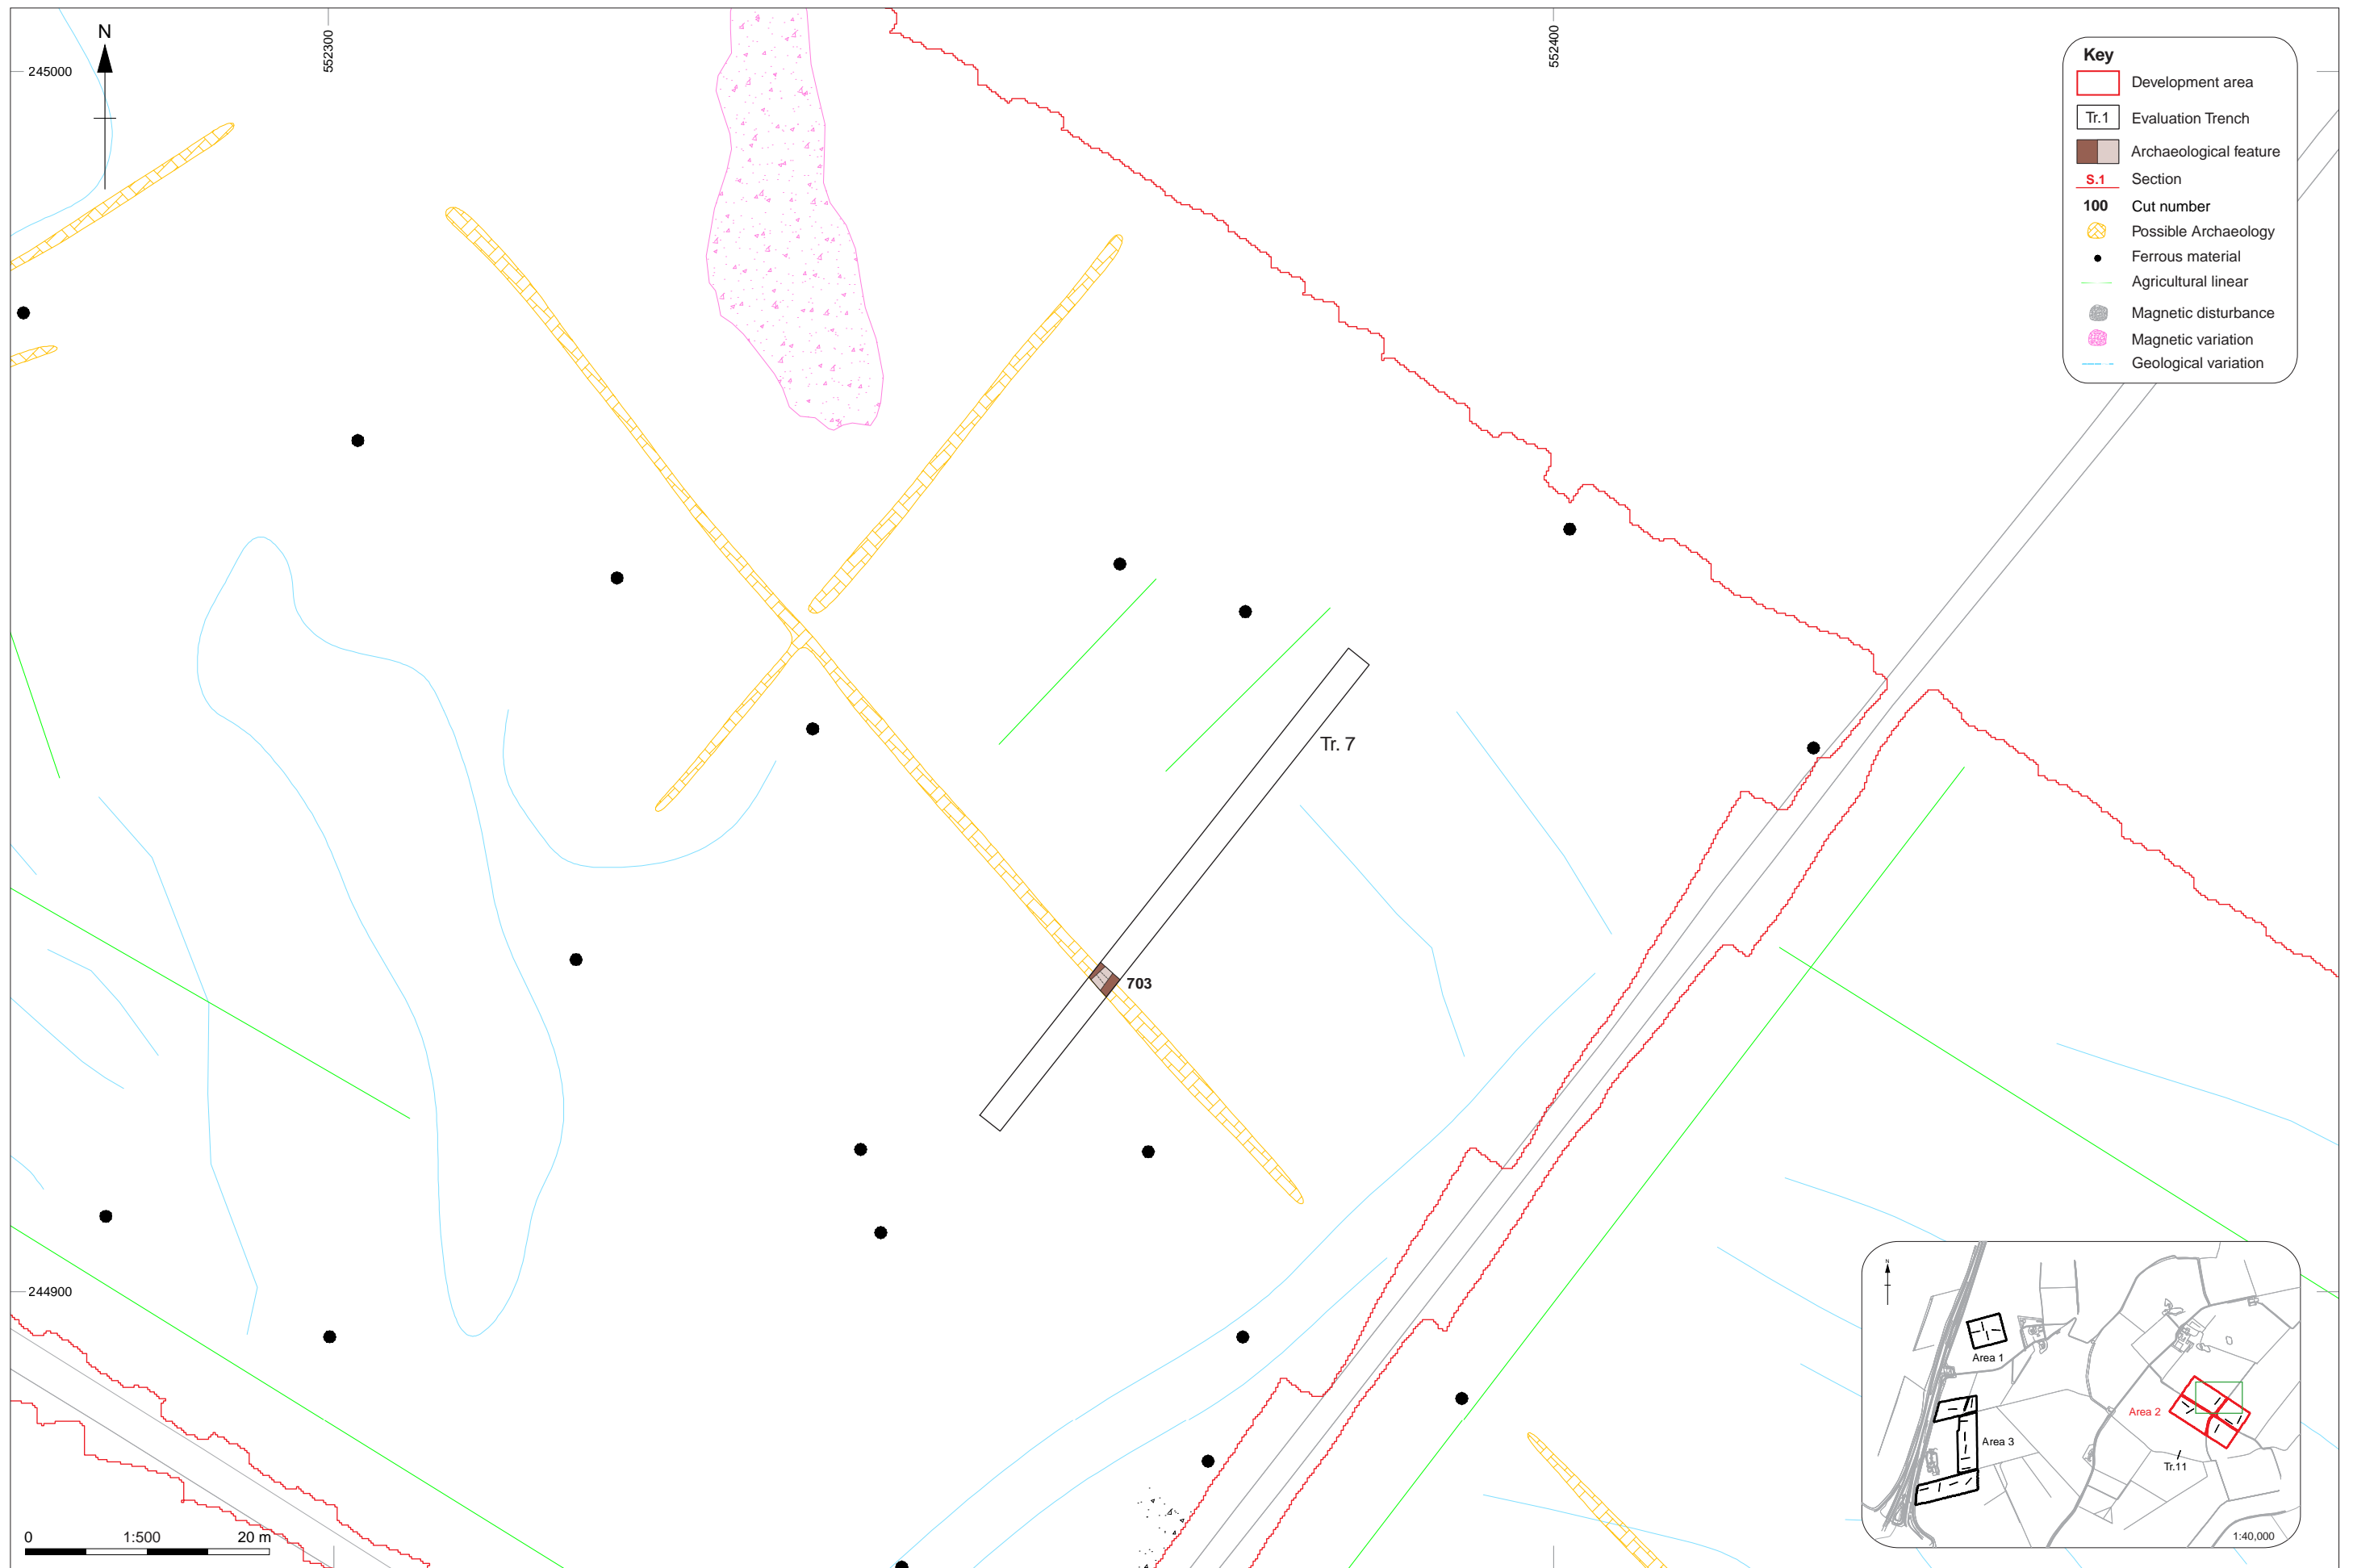 N
552300
552400
245000
Key
Development area
Tr.1 Evaluation Trench
Archaeological feature
S.1 Section
100 Cut number
Possible Archaeology
Ferrous material
Agricultural linear
Magnetic disturbance
Magnetic variation
Geological variation
Tr. 7
703
244900
N
Area 1
Area 2
Area 3
Tr.11
1:40,000
0 1:500 20 m